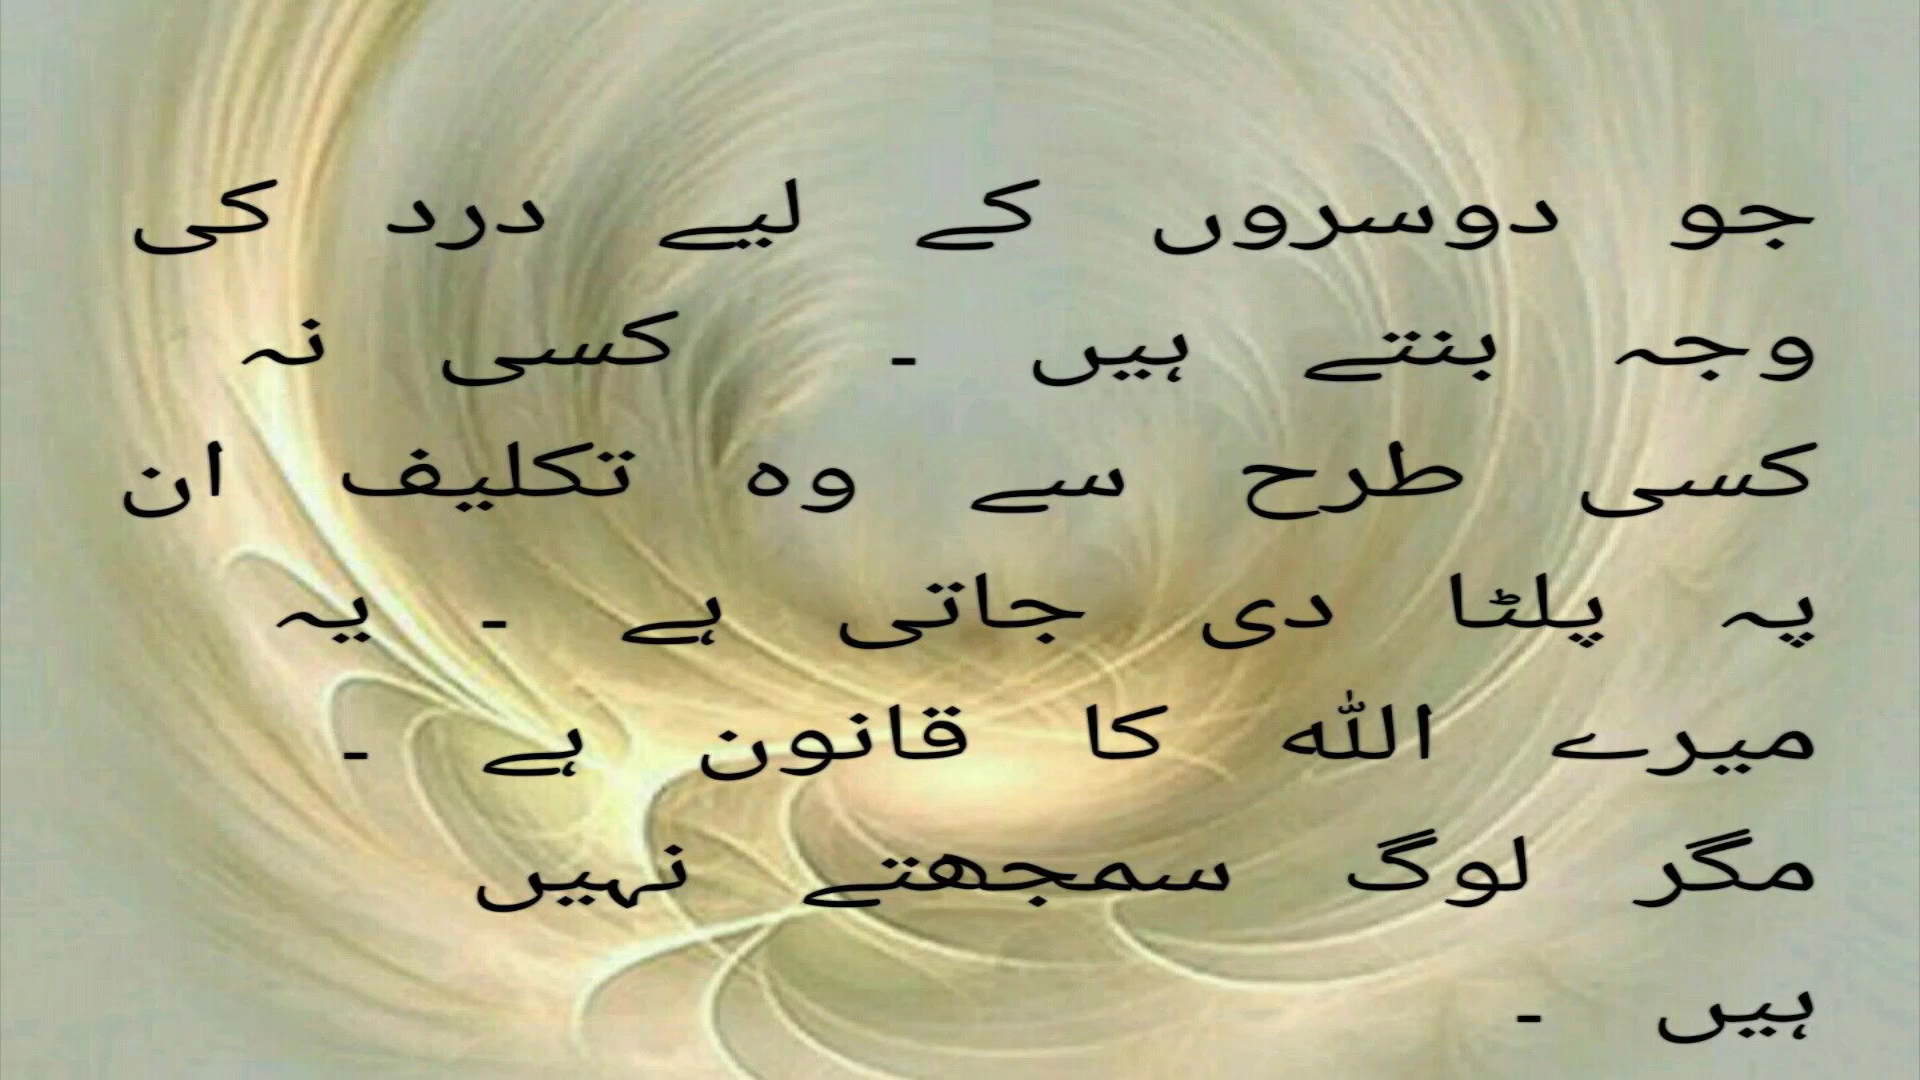 جو دوسروں کے لیے درد کی
وجہ بنتے ہیں ۔ کسی نہ
کسی طرح سے وہ تکلیف ان
پہ پلٹا دی جاتی ہے ۔ یہ
میرے اللہ کا قانون ہے ۔
مگر لوگ سمجھتے نہیں
ہیں ۔